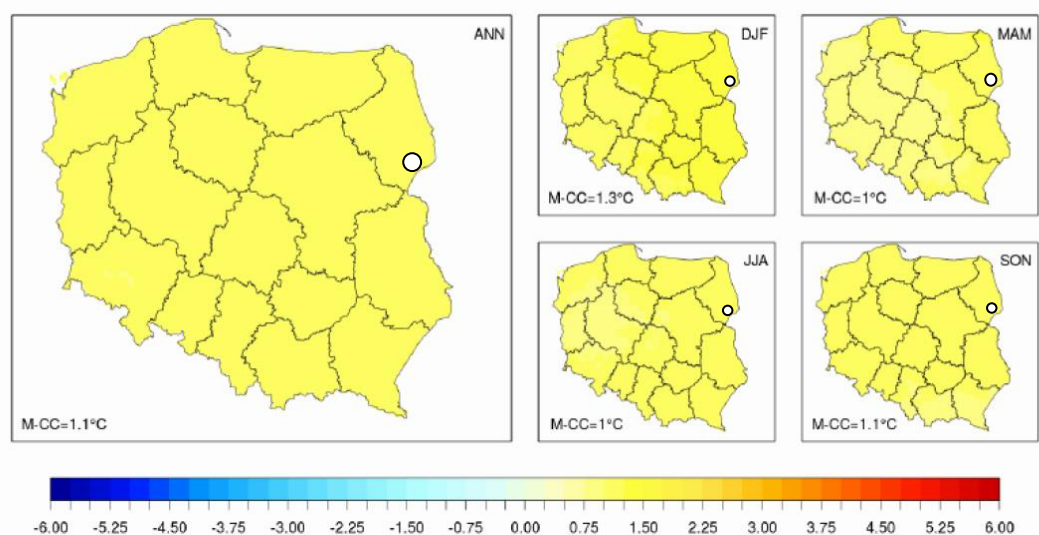 ANN
M-CC=1.1°C
DJF
M-CC=1.3°C
MAM
M-CC=1°C
JJA
M-CC=1°C
SON
M-CC=1.1°C
-6.00 -5.25 -4.50 -3.75 -3.00 -2.25 -1.50 -0.75 0.00 0.75 1.50 2.25 3.00 3.75 4.50 5.25 6.00